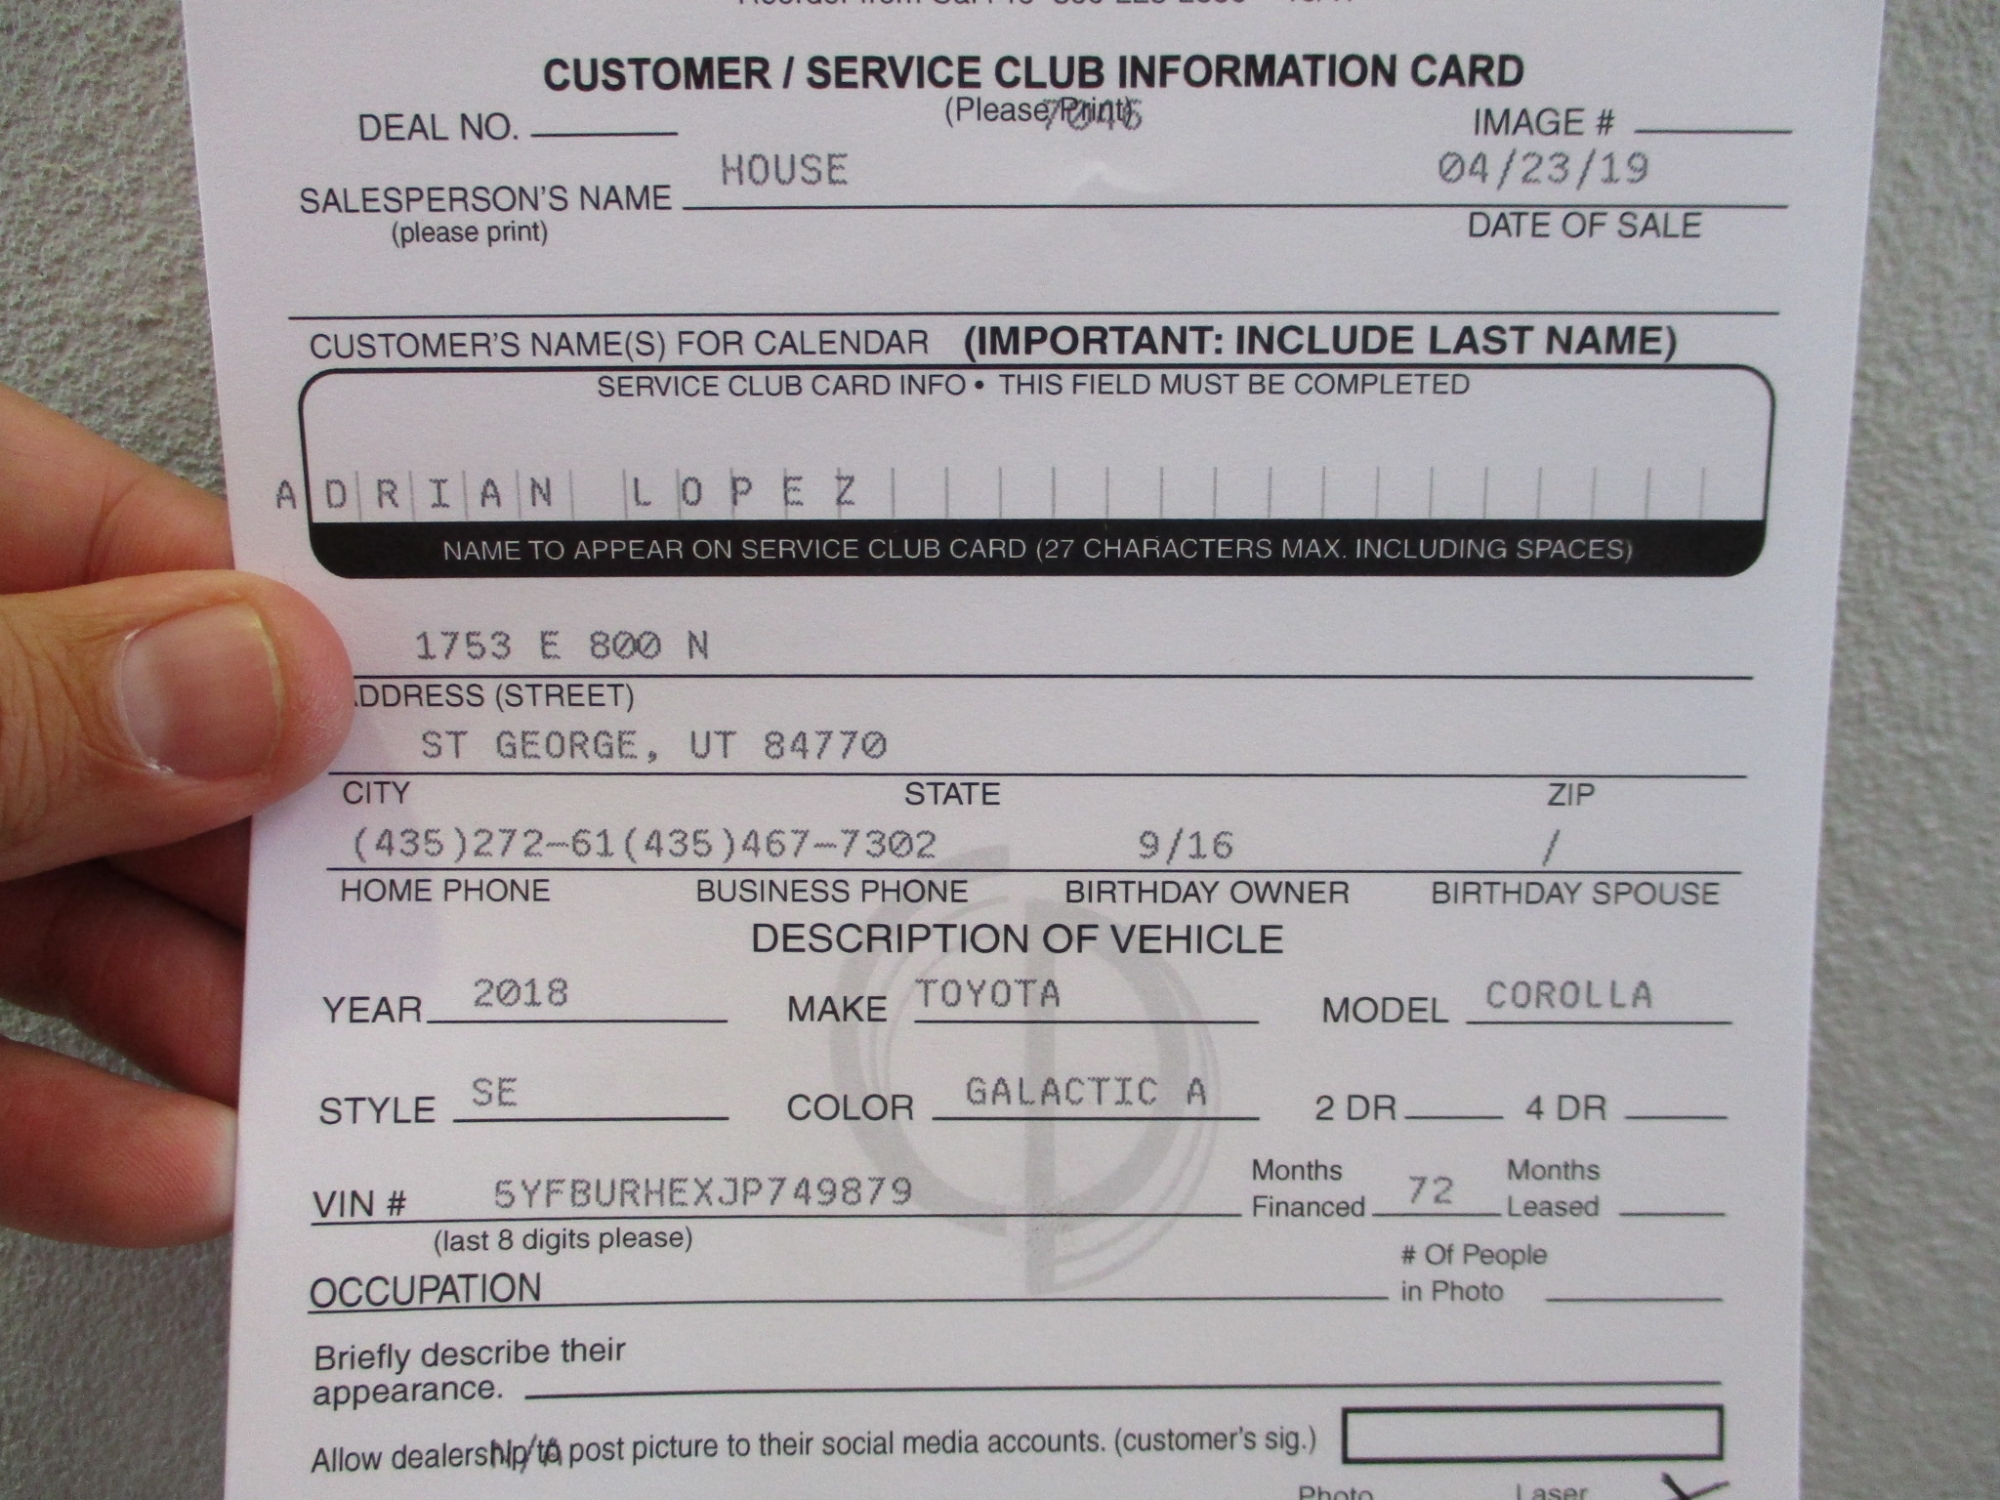 CUSTOMER / SERVICE CLUB INFORMATION CARD
(Please Print) 7046
DEAL NO. IMAGE #
HOUSE 04/23/19
SALESPERSON'S NAME
(please print) DATE OF SALE
CUSTOMER'S NAME(S) FOR CALENDAR (IMPORTANT: INCLUDE LAST NAME)
SERVICE CLUB CARD INFO • THIS FIELD MUST BE COMPLETED
ADRIAN LOPEZ
NAME TO APPEAR ON SERVICE CLUB CARD (27 CHARACTERS MAX. INCLUDING SPACES)
1753 E 800 N
ADDRESS (STREET)
ST GEORGE, UT 84770
CITY STATE ZIP
(435)272-61(435)467-7302 9/16 /
HOME PHONE BUSINESS PHONE BIRTHDAY OWNER BIRTHDAY SPOUSE
DESCRIPTION OF VEHICLE
YEAR 2018 MAKE TOYOTA MODEL COROLLA
STYLE SE COLOR GALACTIC A 2 DR 4 DR
VIN # 5YFBURHEXJP749879 Months Financed 72 Months Leased
(last 8 digits please)
OCCUPATION # Of People in Photo
Briefly describe their
appearance.
Allow dealership to post picture to their social media accounts. (customer's sig.)
N/A
Photo Laser